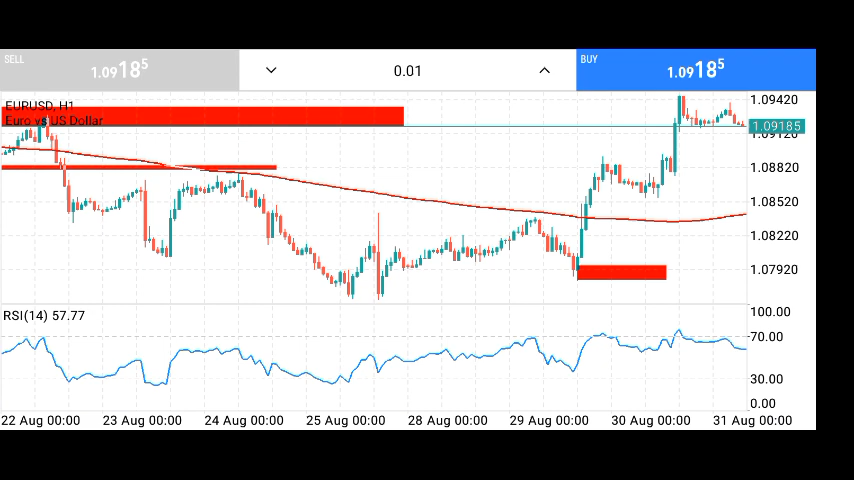 SELL
BUY
1.09185
0.01
1.09185
EURUSD, H1
Euro vs US Dollar
1.09420
1.09185
1.09120
1.08820
1.08520
1.08220
1.07920
RSI(14) 57.77
100.00
70.00
30.00
0.00
22 Aug 00:00
23 Aug 00:00
24 Aug 00:00
25 Aug 00:00
28 Aug 00:00
29 Aug 00:00
30 Aug 00:00
31 Aug 00:00